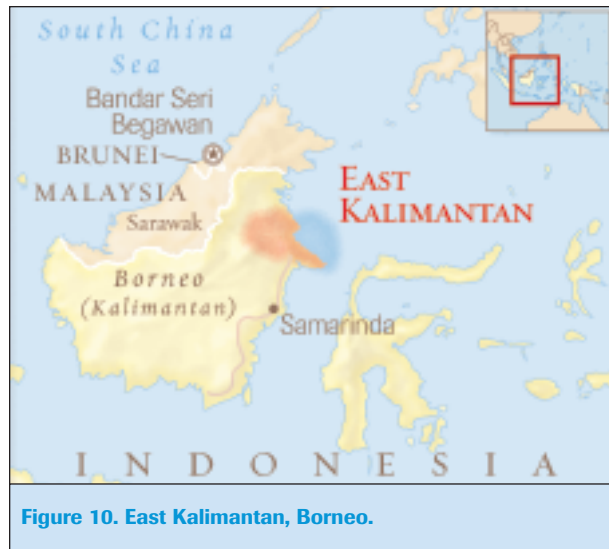 South China
Sea
Bandar Seri
Begawan
BRUNEI
MALAYSIA
Sarawak
EAST
KALIMANTAN
Borneo
(Kalimantan)
Samarinda
INDONESIA
Figure 10. East Kalimantan, Borneo.